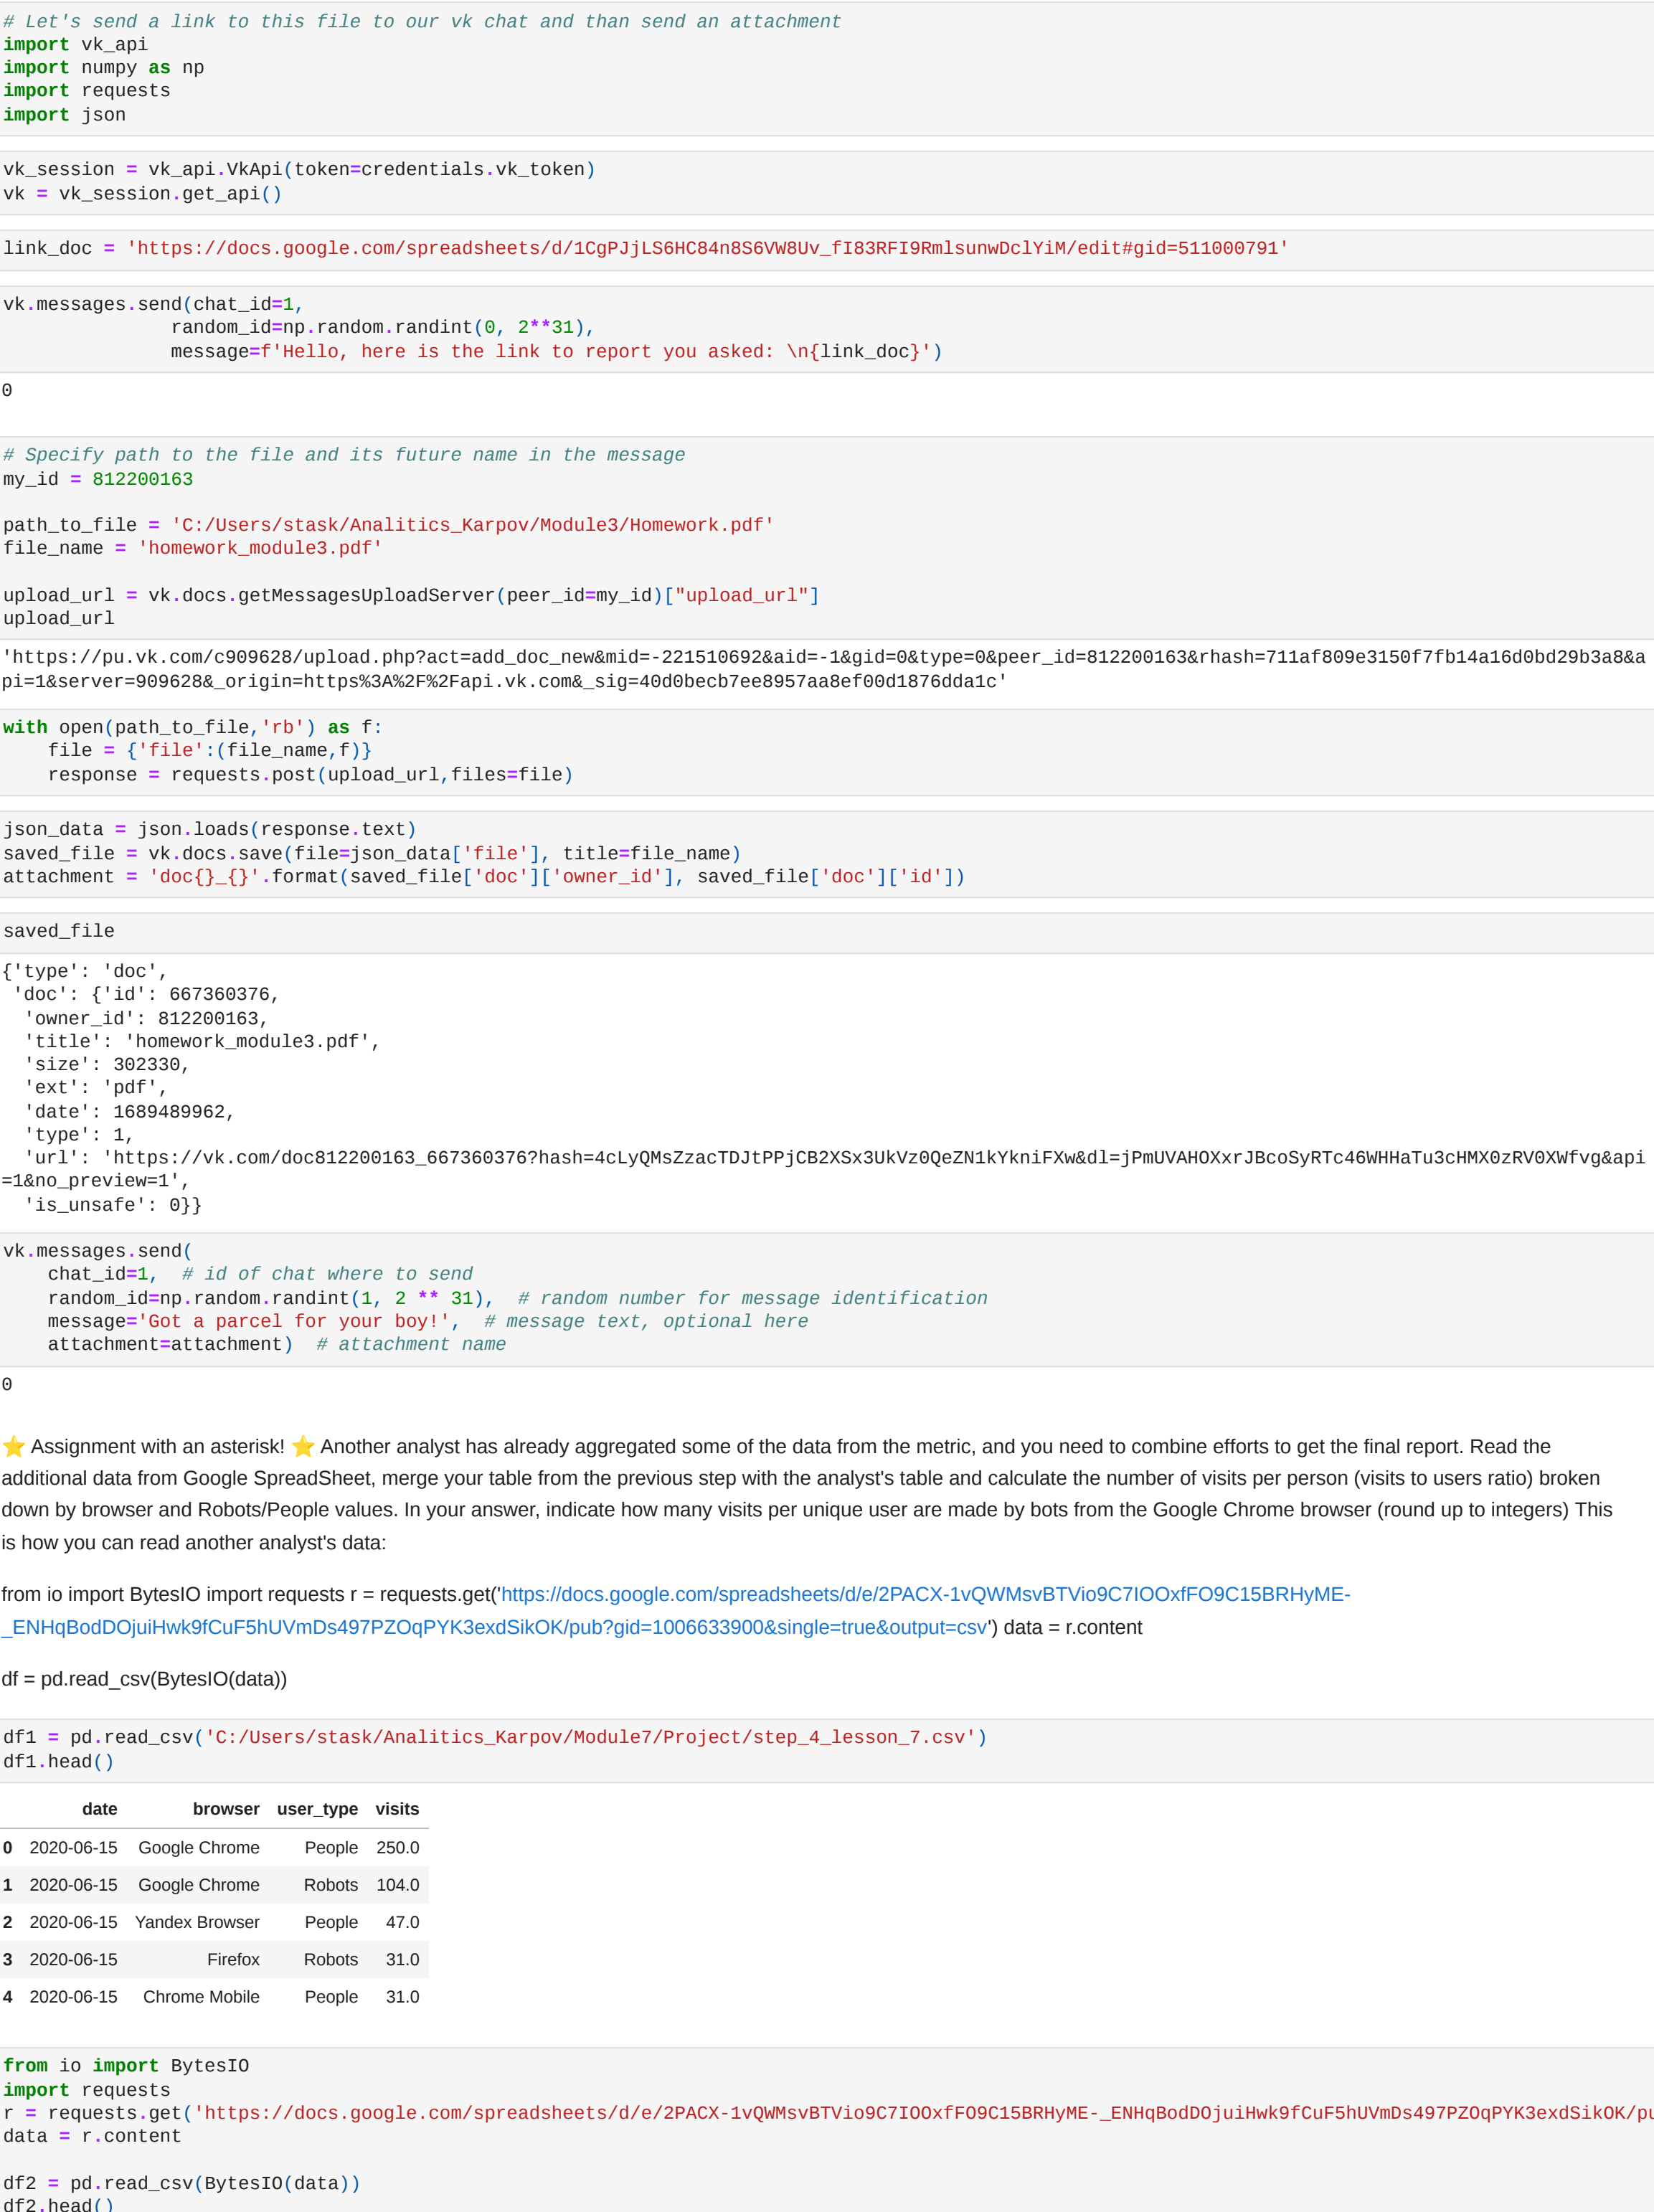 # Let's send a link to this file to our vk chat and than send an attachment
import vk_api
import numpy as np
import requests
import json
vk_session = vk_api.VkApi(token=credentials.vk_token)
vk = vk_session.get_api()
link_doc = 'https://docs.google.com/spreadsheets/d/1CgPJjLS6HC84n8S6VW8Uv_fI83RFI9RmlsunwDclYiM/edit#gid=511000791'
vk.messages.send(chat_id=1,
               random_id=np.random.randint(0, 2**31),
               message=f'Hello, here is the link to report you asked: \n{link_doc}')
0
# Specify path to the file and its future name in the message
my_id = 812200163
path_to_file = 'C:/Users/stask/Analitics_Karpov/Module3/Homework.pdf'
file_name = 'homework_module3.pdf'
upload_url = vk.docs.getMessagesUploadServer(peer_id=my_id)["upload_url"]
upload_url
'https://pu.vk.com/c909628/upload.php?act=add_doc_new&mid=-221510692&aid=-1&gid=0&type=0&peer_id=812200163&rhash=711af809e3150f7fb14a16d0bd29b3a8&a
pi=1&server=909628&_origin=https%3A%2F%2Fapi.vk.com&_sig=40d0becb7ee8957aa8ef00d1876dda1c'
with open(path_to_file,'rb') as f:
    file = {'file':(file_name,f)}
    response = requests.post(upload_url,files=file)
json_data = json.loads(response.text)
saved_file = vk.docs.save(file=json_data['file'], title=file_name)
attachment = 'doc{}_{}'.format(saved_file['doc']['owner_id'], saved_file['doc']['id'])
saved_file
{'type': 'doc',
 'doc': {'id': 667360376,
  'owner_id': 812200163,
  'title': 'homework_module3.pdf',
  'size': 302330,
  'ext': 'pdf',
  'date': 1689489962,
  'type': 1,
  'url': 'https://vk.com/doc812200163_667360376?hash=4cLyQMsZzacTDJtPPjCB2XSx3UkVz0QeZN1kYkniFXw&dl=jPmUVAHOXxrJBcoSyRTc46WHHaTu3cHMX0zRV0XWfvg&api
=1&no_preview=1',
  'is_unsafe': 0}}
vk.messages.send(
    chat_id=1,  # id of chat where to send
    random_id=np.random.randint(1, 2 ** 31),  # random number for message identification
    message='Got a parcel for your boy!',  # message text, optional here
    attachment=attachment)  # attachment name
0
⭐ Assignment with an asterisk! ⭐ Another analyst has already aggregated some of the data from the metric, and you need to combine efforts to get the final report. Read the
additional data from Google SpreadSheet, merge your table from the previous step with the analyst's table and calculate the number of visits per person (visits to users ratio) broken
down by browser and Robots/People values. In your answer, indicate how many visits per unique user are made by bots from the Google Chrome browser (round up to integers) This
is how you can read another analyst's data:
from io import BytesIO import requests r = requests.get('https://docs.google.com/spreadsheets/d/e/2PACX-1vQWMsvBTVio9C7IOOxfFO9C15BRHyME-
_ENHqBodDOjuiHwk9fCuF5hUVmDs497PZOqPYK3exdSikOK/pub?gid=1006633900&single=true&output=csv') data = r.content
df = pd.read_csv(BytesIO(data))
df1 = pd.read_csv('C:/Users/stask/Analitics_Karpov/Module7/Project/step_4_lesson_7.csv')
df1.head()
date browser user_type visits
0 2020-06-15 Google Chrome People 250.0
1 2020-06-15 Google Chrome Robots 104.0
2 2020-06-15 Yandex Browser People 47.0
3 2020-06-15 Firefox Robots 31.0
4 2020-06-15 Chrome Mobile People 31.0
from io import BytesIO
import requests
r = requests.get('https://docs.google.com/spreadsheets/d/e/2PACX-1vQWMsvBTVio9C7IOOxfFO9C15BRHyME-_ENHqBodDOjuiHwk9fCuF5hUVmDs497PZOqPYK3exdSikOK/pu
data = r.content
df2 = pd.read_csv(BytesIO(data))
df2.head()